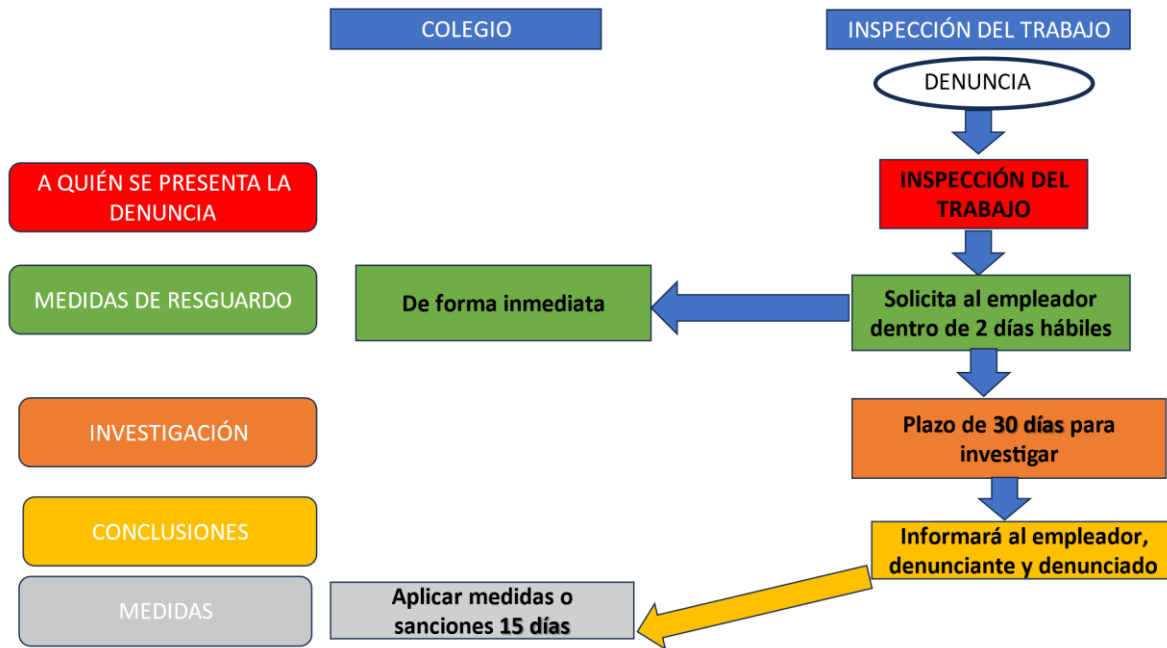 COLEGIO
INSPECCIÓN DEL TRABAJO
DENUNCIA
A QUIÉN SE PRESENTA LA
DENUNCIA
INSPECCIÓN DEL
TRABAJO
MEDIDAS DE RESGUARDO
De forma inmediata
Solicita al empleador
dentro de 2 días hábiles
INVESTIGACIÓN
Plazo de 30 días para
investigar
CONCLUSIONES
Informará al empleador,
denunciante y denunciado
MEDIDAS
Aplicar medidas o
sanciones 15 días